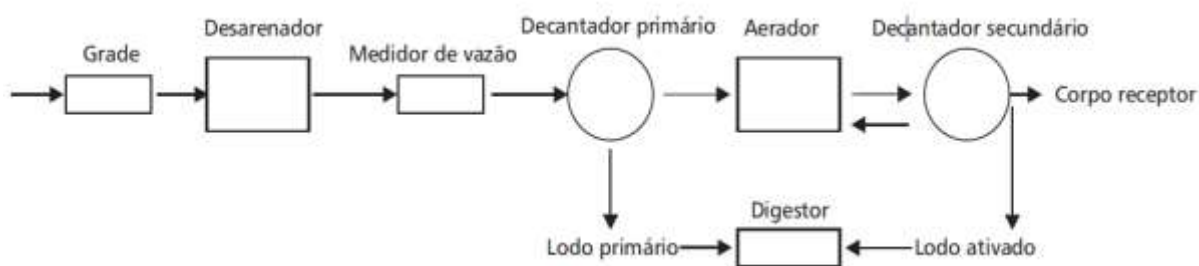 Grade
Desarenador
Medidor de vazão
Decantador primário
Aerador
Decantador secundário
Corpo receptor
Digestor
Lodo primário
Lodo ativado